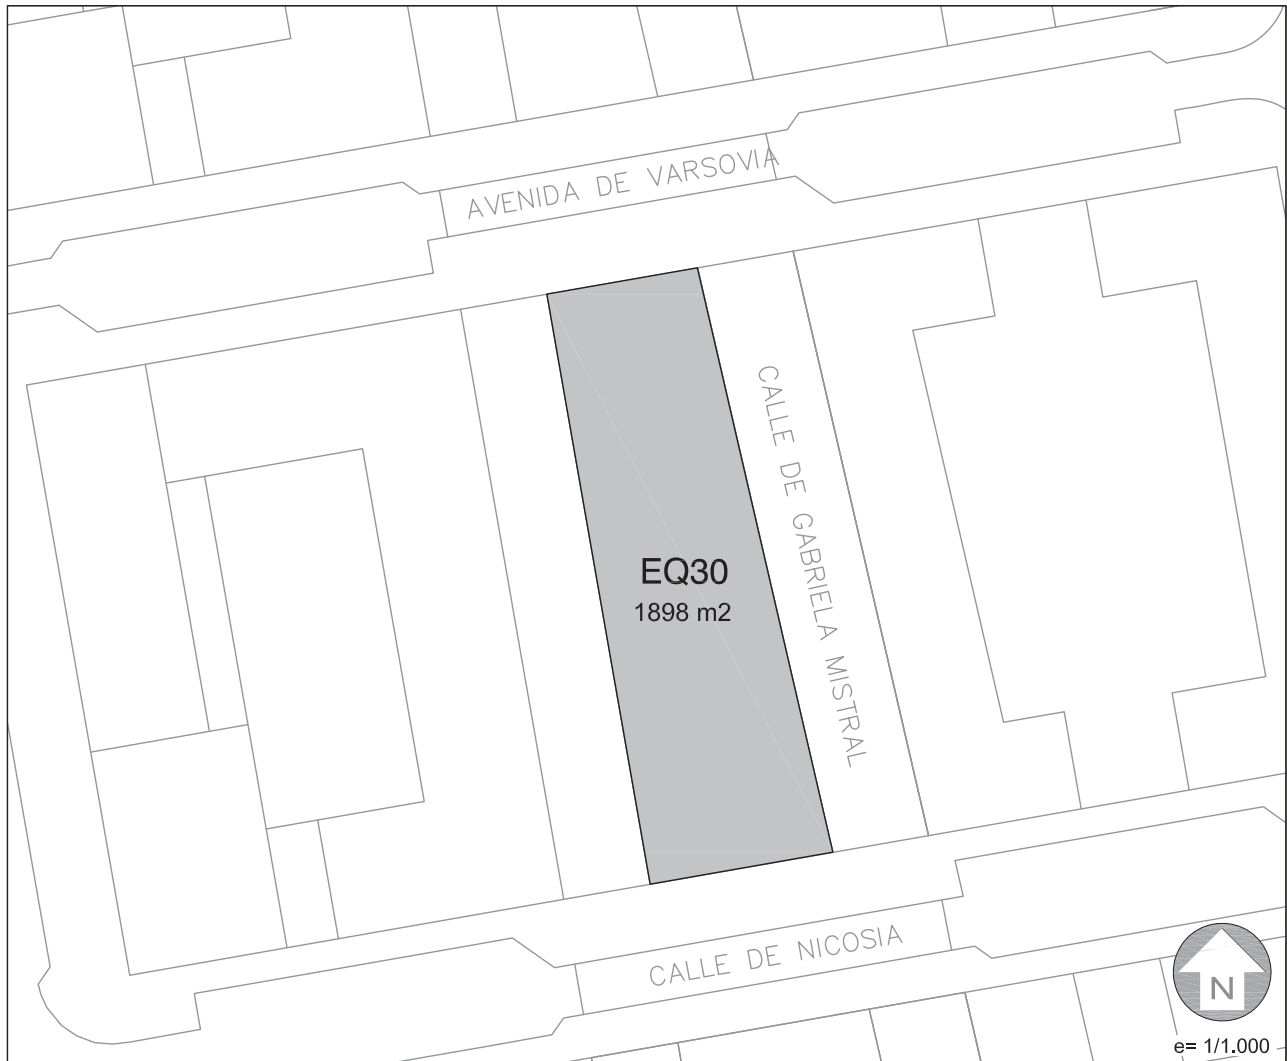 AVENIDA DE VARSOVIA
CALLE DE GABRIELA MISTRAL
EQ30
1898 m2
CALLE DE NICOSIA
N
e= 1/1.000